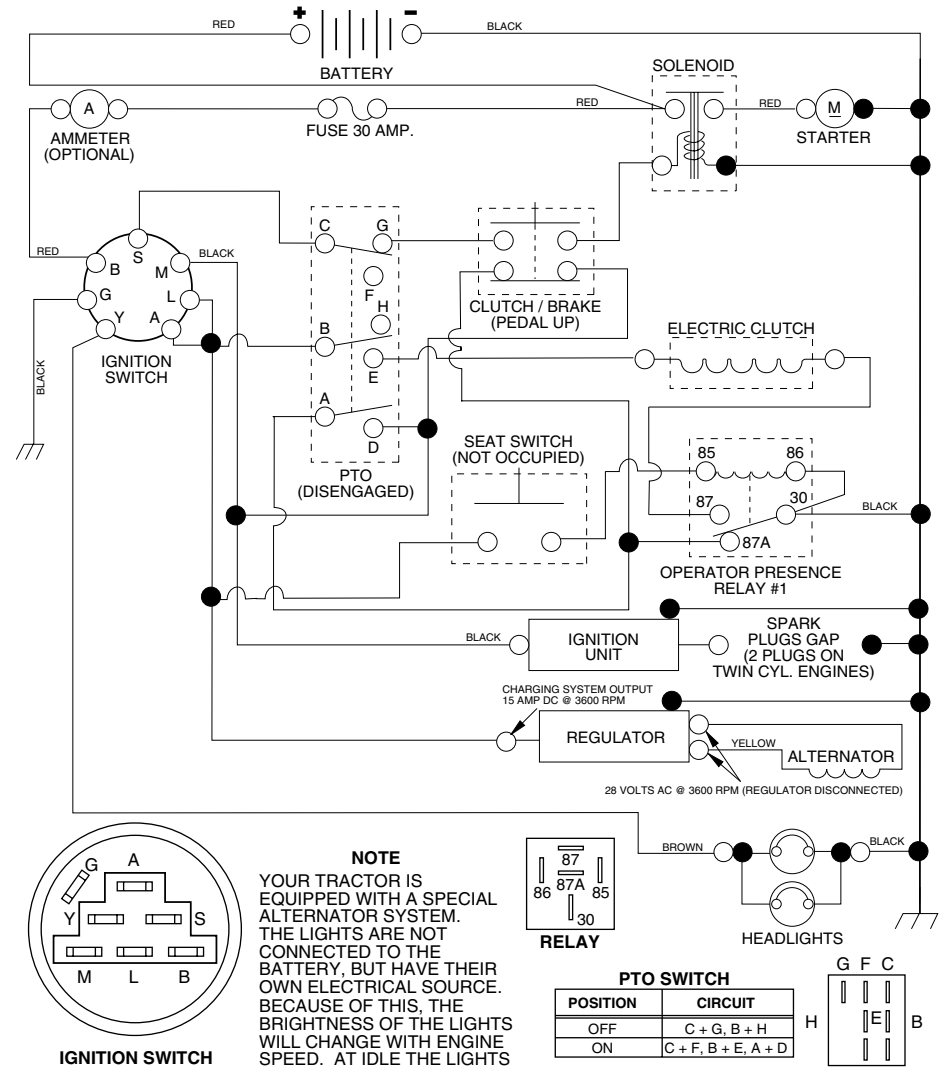 RED
+
-
BLACK
BATTERY
SOLENOID
A
AMMETER
(OPTIONAL)
FUSE 30 AMP.
RED
RED
M
STARTER
RED
S
B
M
BLACK
G
L
Y
A
IGNITION
SWITCH
BLACK
C
G
F
H
B
E
A
D
PTO
(DISENGAGED)
CLUTCH / BRAKE
(PEDAL UP)
ELECTRIC CLUTCH
SEAT SWITCH
(NOT OCCUPIED)
85
86
87
30
87A
BLACK
OPERATOR PRESENCE
RELAY #1
BLACK
IGNITION
UNIT
SPARK
PLUGS GAP
(2 PLUGS ON
TWIN CYL. ENGINES)
CHARGING SYSTEM OUTPUT
15 AMP DC @ 3600 RPM
REGULATOR
YELLOW
ALTERNATOR
28 VOLTS AC @ 3600 RPM (REGULATOR DISCONNECTED)
BROWN
BLACK
HEADLIGHTS
G
A
Y
S
M
L
B
IGNITION SWITCH
NOTE
YOUR TRACTOR IS
EQUIPPED WITH A SPECIAL
ALTERNATOR SYSTEM.
THE LIGHTS ARE NOT
CONNECTED TO THE
BATTERY, BUT HAVE THEIR
OWN ELECTRICAL SOURCE.
BECAUSE OF THIS, THE
BRIGHTNESS OF THE LIGHTS
WILL CHANGE WITH ENGINE
SPEED. AT IDLE THE LIGHTS
87
87A
86
85
30
RELAY
PTO SWITCH
POSITION CIRCUIT
OFF C + G, B + H
ON C + F, B + E, A + D
G F C
H
E
B